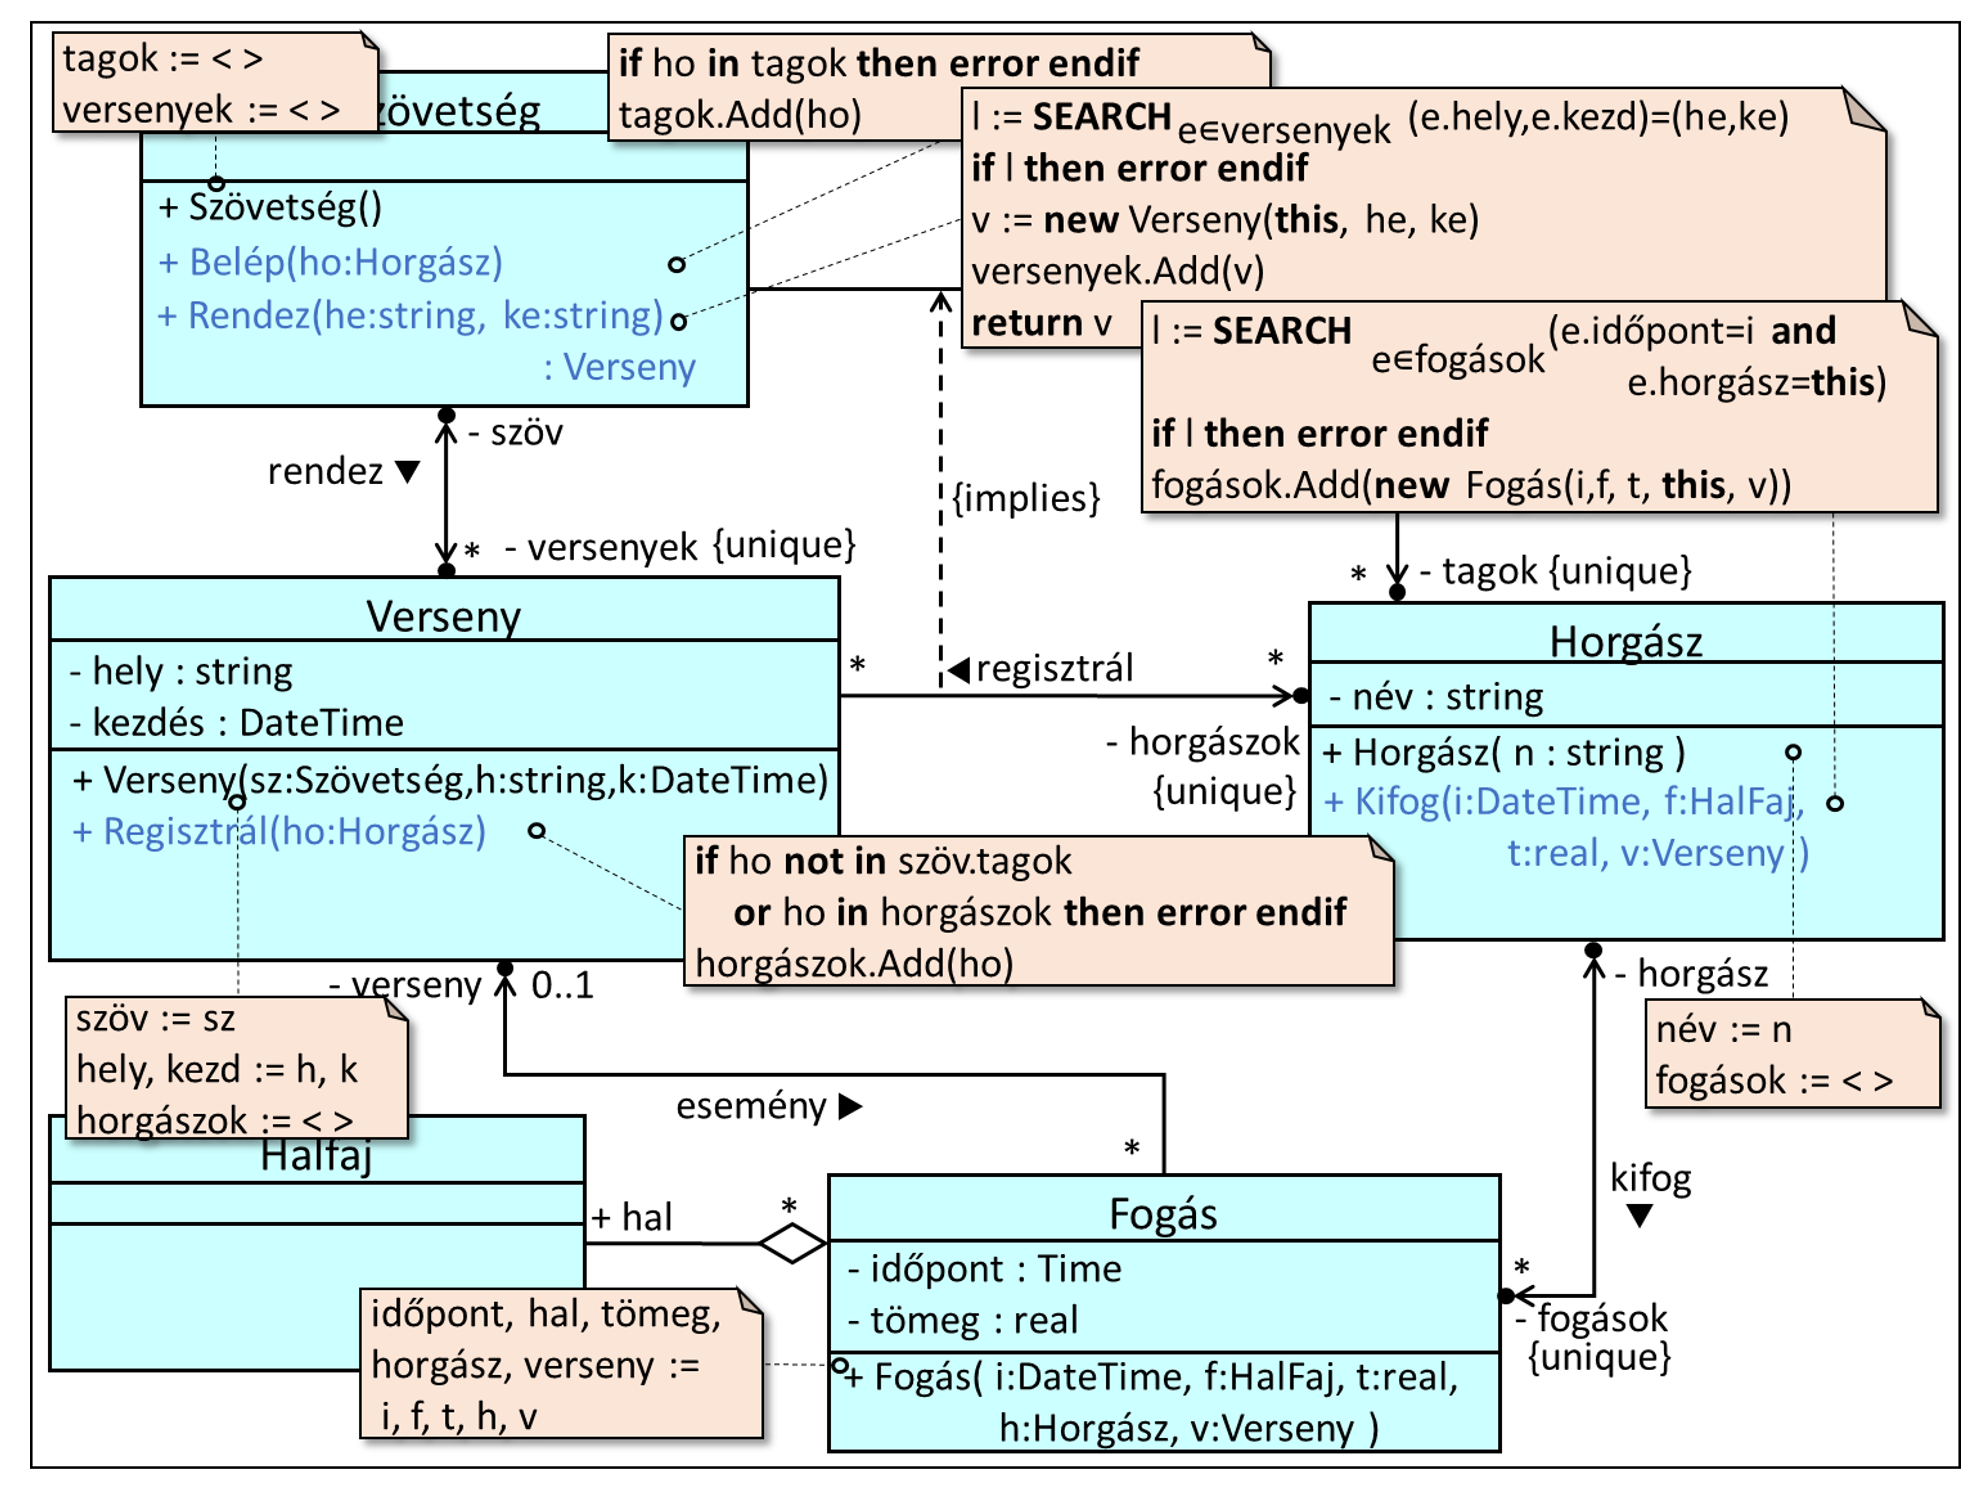 tagok := < >
versenyek := < >
zövetség
+ Szövetség()
+ Belép(ho:Horgász)
+ Rendez(he:string, ke:string)
: Verseny
if ho in tagok then error endif
tagok.Add(ho)
l := SEARCH e∈versenyek (e.hely,e.kezd)=(he,ke)
if l then error endif
v := new Verseny(this, he, ke)
versenyek.Add(v)
return v
l := SEARCH e∈fogások (e.időpont=i and
e.horgász=this)
if l then error endif
fogások.Add(new Fogás(i,f, t, this, v))
- szöv
rendez ▼
* - versenyek {unique}
{implies}
* - tagok {unique}
Verseny
- hely : string
- kezdés : DateTime
+ Verseny(sz:Szövetség,h:string,k:DateTime)
+ Regisztrál(ho:Horgász)
* ◀ regisztrál *
- horgászok
{unique}
Horgász
- név : string
+ Horgász( n : string )
+ Kifog(i:DateTime, f:HalFaj,
t:real, v:Verseny )
if ho not in szöv.tagok
or ho in horgászok then error endif
horgászok.Add(ho)
- verseny 0..1
- horgász
szöv := sz
hely, kezd := h, k
horgászok := < >
név := n
fogások := < >
esemény ▶
*
kifog
▼
Halfaj
+ hal *
Fogás
- időpont : Time
- tömeg : real
+ Fogás( i:DateTime, f:HalFaj, t:real,
h:Horgász, v:Verseny )
*
- fogások
{unique}
időpont, hal, tömeg,
horgász, verseny :=
i, f, t, h, v